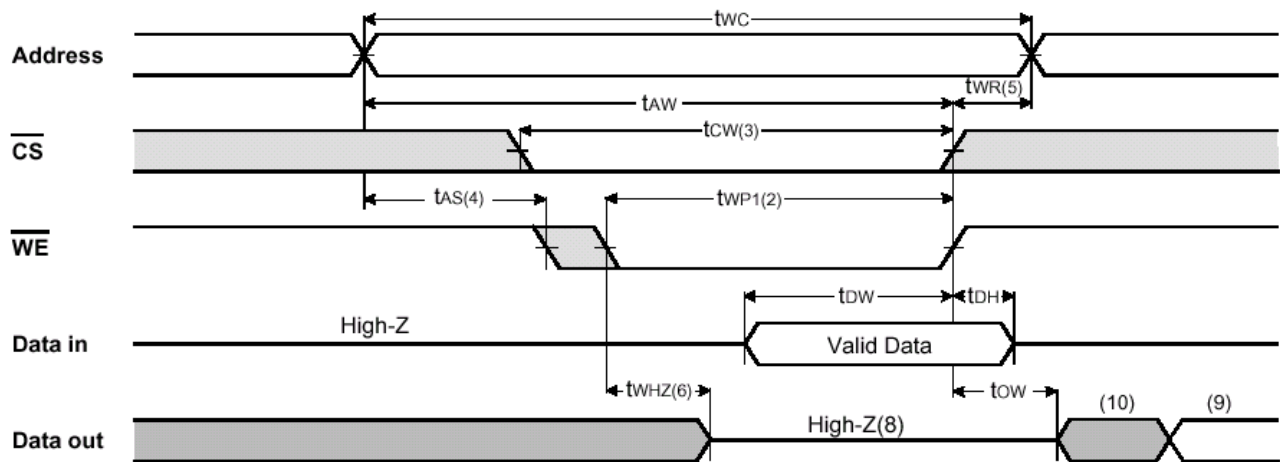 tWC
Address
tWR(5)
tAW
tCW(3)
CS
tAS(4)
tWP1(2)
WE
tDW
tDH
High-Z
Data in
Valid Data
tWHZ(6)
tOW
(10)
(9)
High-Z(8)
Data out